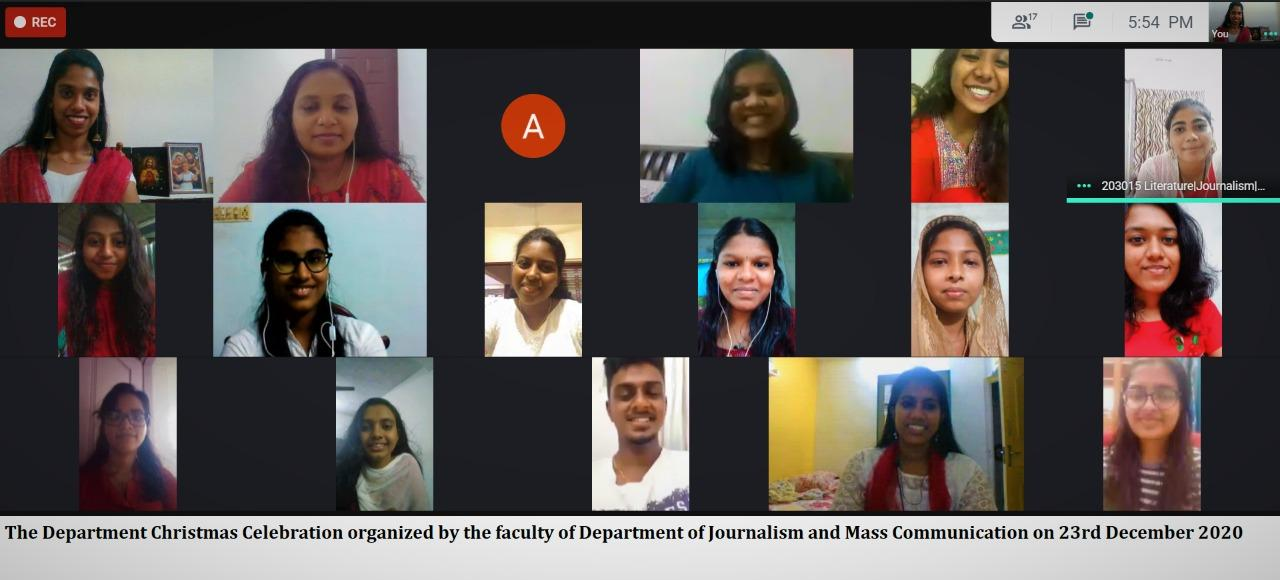 REC
17
5:54 PM
You
A
203015 Literature|Journalism|...
The Department Christmas Celebration organized by the faculty of Department of Journalism and Mass Communication on 23rd December 2020